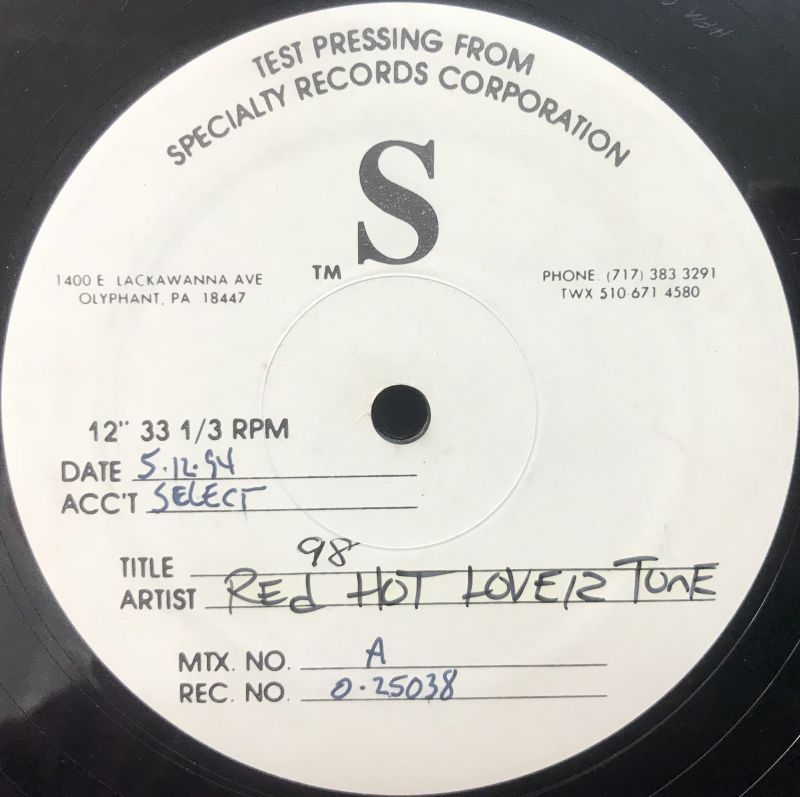 TEST PRESSING FROM
SPECIALTY RECORDS CORPORATION
S
TM
1400 E. LACKAWANNA AVE
OLYPHANT, PA 18447
PHONE: (717) 383 3291
TWX 510-671-4580
12" 33 1/3 RPM
DATE 5.12.94
ACC'T SELECT
TITLE 98
ARTIST REd HOT LOVER TUnE
MTX. NO. A
REC. NO. 0.25038